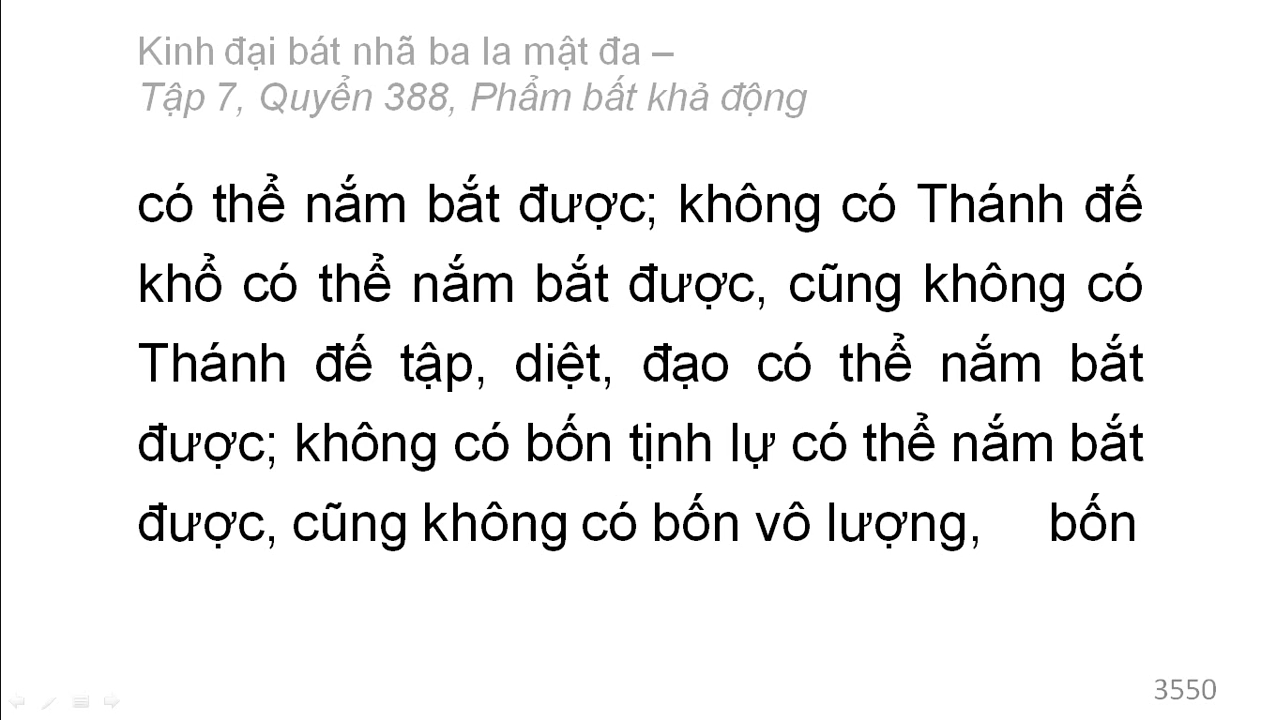 Kinh đại bát nhã ba la mật đa –
Tập 7, Quyển 388, Phẩm bất khả động
có thể nắm bắt được; không có Thánh đế
khổ có thể nắm bắt được, cũng không có
Thánh đế tập, diệt, đạo có thể nắm bắt
được; không có bốn tịnh lự có thể nắm bắt
được, cũng không có bốn vô lượng, bốn
3550